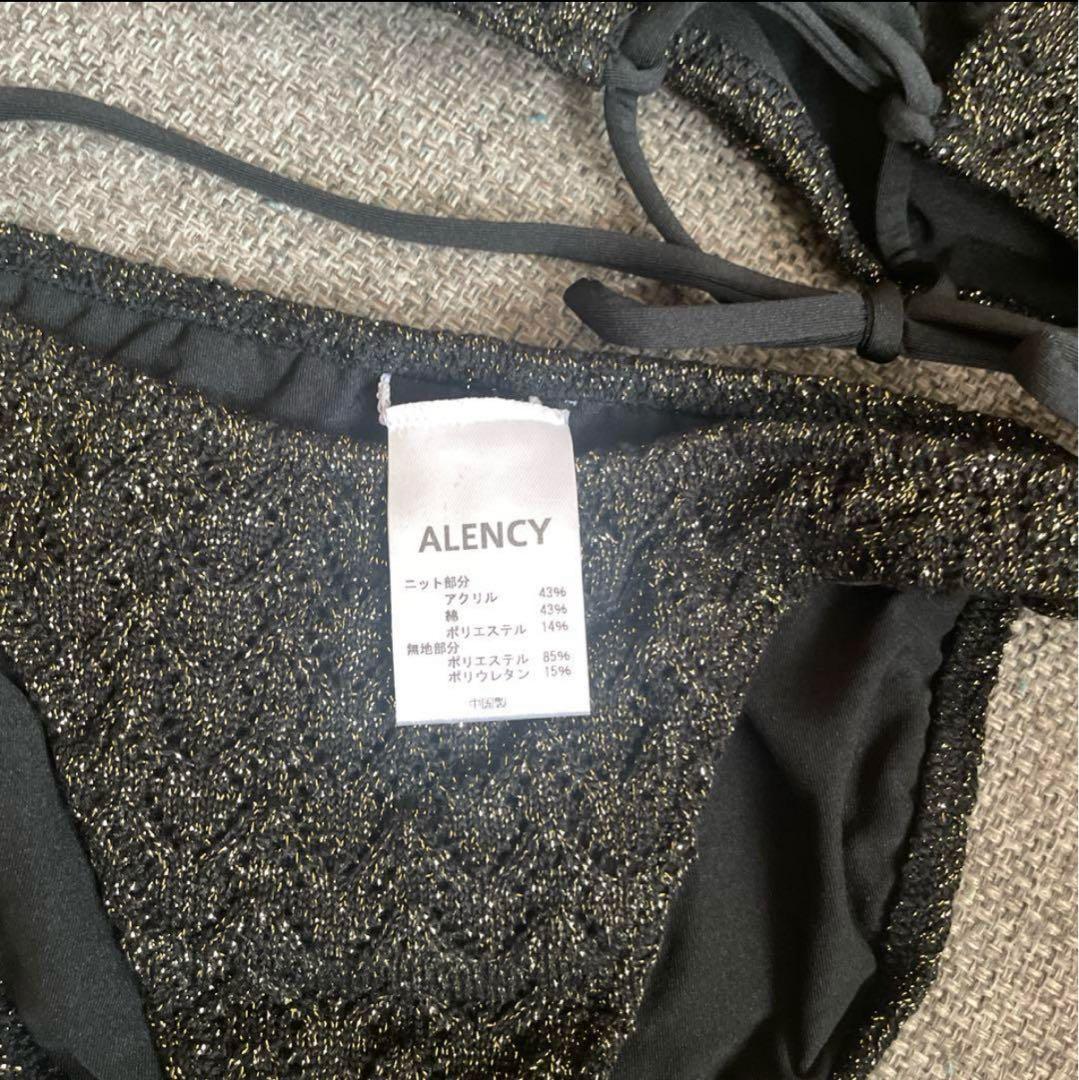 ALENCY
ニット部分
アクリル 43%
綿 43%
ポリエステル 14%
無地部分
ポリエステル 85%
ポリウレタン 15%
中国製